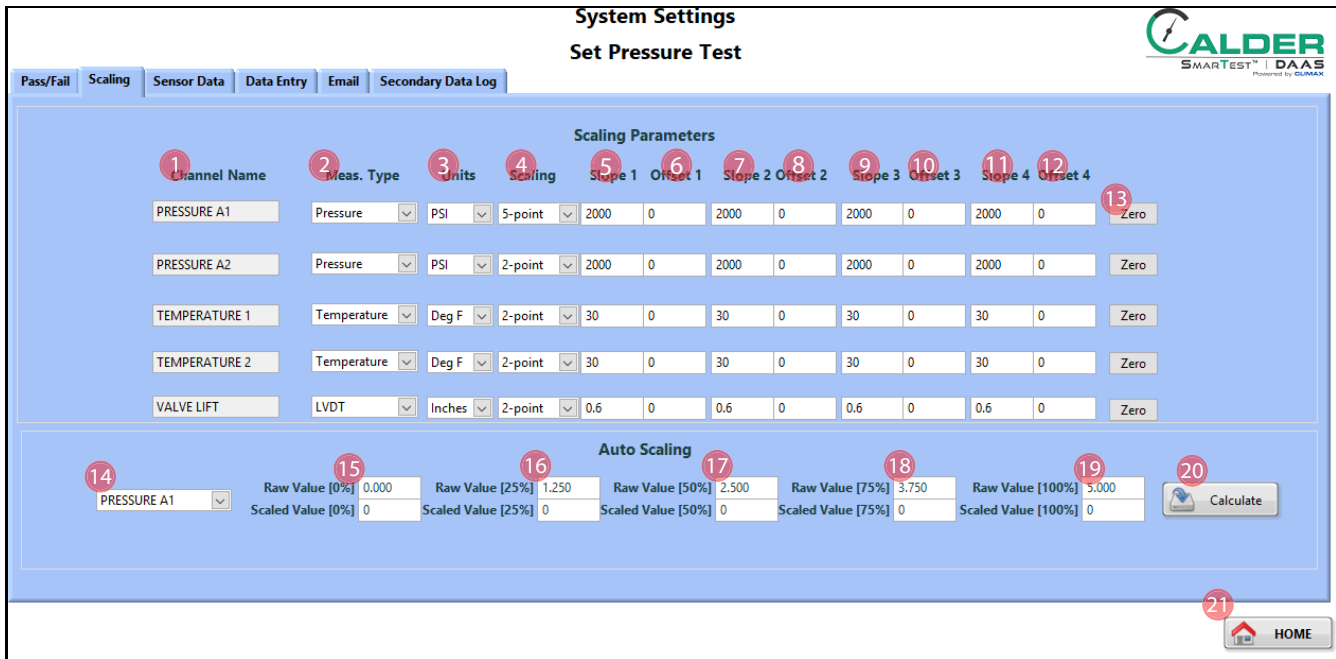 System Settings
Set Pressure Test
CALDER
SMARTEST™ | DAAS
Powered by CLIMAX
Pass/Fail Scaling Sensor Data Data Entry Email Secondary Data Log
Scaling Parameters
1 2 3 4 5 6 7 8 9 10 11 12
Channel Name Meas. Type Units Scaling Slope 1 Offset 1 Slope 2 Offset 2 Slope 3 Offset 3 Slope 4 Offset 4
13
PRESSURE A1 Pressure PSI 5-point 2000 0 2000 0 2000 0 2000 0 Zero
PRESSURE A2 Pressure PSI 2-point 2000 0 2000 0 2000 0 2000 0 Zero
TEMPERATURE 1 Temperature Deg F 2-point 30 0 30 0 30 0 30 0 Zero
TEMPERATURE 2 Temperature Deg F 2-point 30 0 30 0 30 0 30 0 Zero
VALVE LIFT LVDT Inches 2-point 0.6 0 0.6 0 0.6 0 0.6 0 Zero
Auto Scaling
14 15 16 17 18 19 20
Raw Value [0%] 0.000 Raw Value [25%] 1.250 Raw Value [50%] 2.500 Raw Value [75%] 3.750 Raw Value [100%] 5.000
PRESSURE A1 Calculate
Scaled Value [0%] 0 Scaled Value [25%] 0 Scaled Value [50%] 0 Scaled Value [75%] 0 Scaled Value [100%] 0
21
HOME